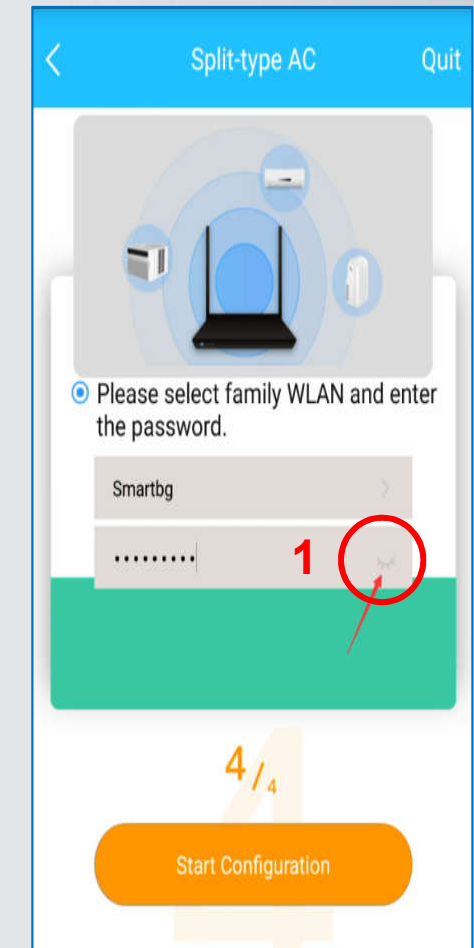 Split-type AC
Quit
Please select family WLAN and enter
the password.
Smartbg
•••••••••
1
4/4
Start Configuration